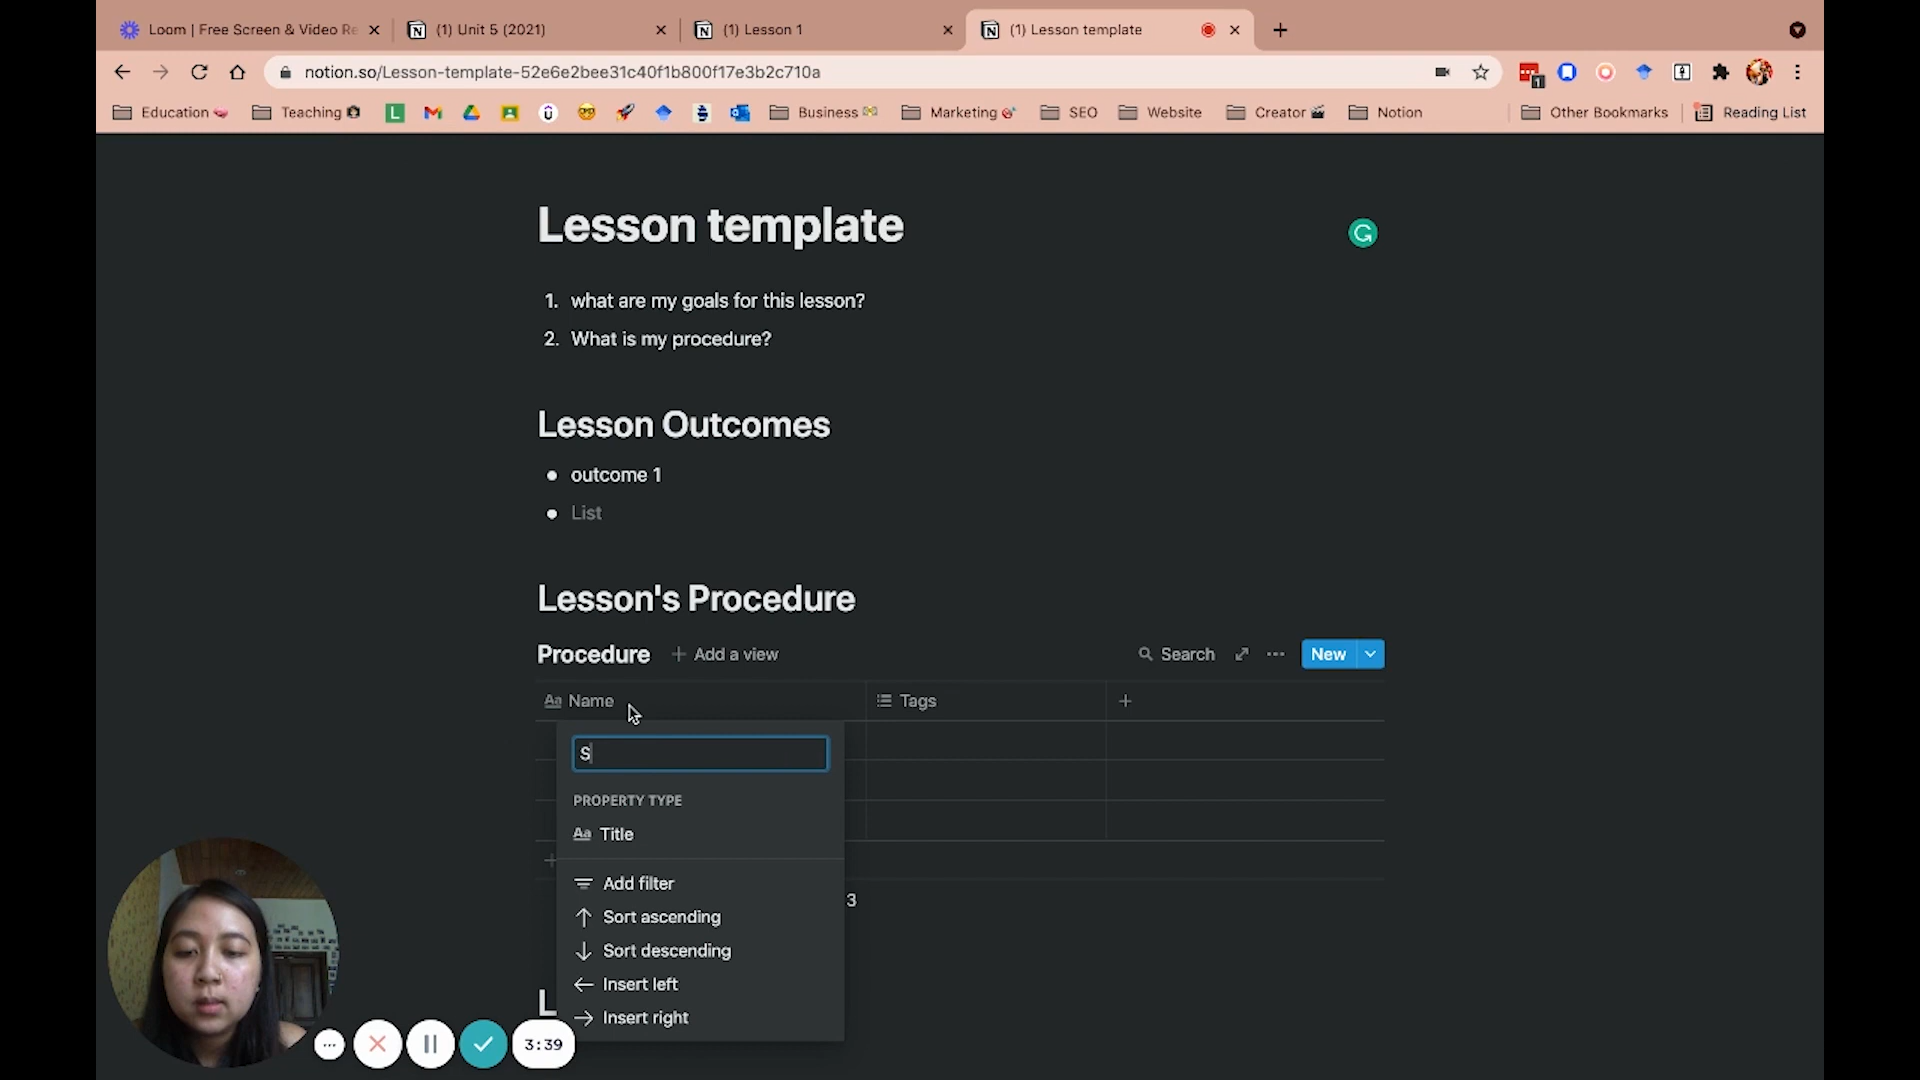 Loom | Free Screen & Video Re
(1) Unit 5 (2021)
(1) Lesson 1
(1) Lesson template
notion.so/Lesson-template-52e6e2bee31c40f1b800f17e3b2c710a
1
Education
Teaching
L
Business
Marketing
SEO
Website
Creator
Notion
Other Bookmarks
Reading List
Lesson template
1. what are my goals for this lesson?
2. What is my procedure?
Lesson Outcomes
• outcome 1
• List
Lesson's Procedure
Procedure
+ Add a view
Search
New
Aa Name
Tags
S
PROPERTY TYPE
Aa Title
Add filter
3
Sort ascending
Sort descending
Insert left
L
Insert right
3:39